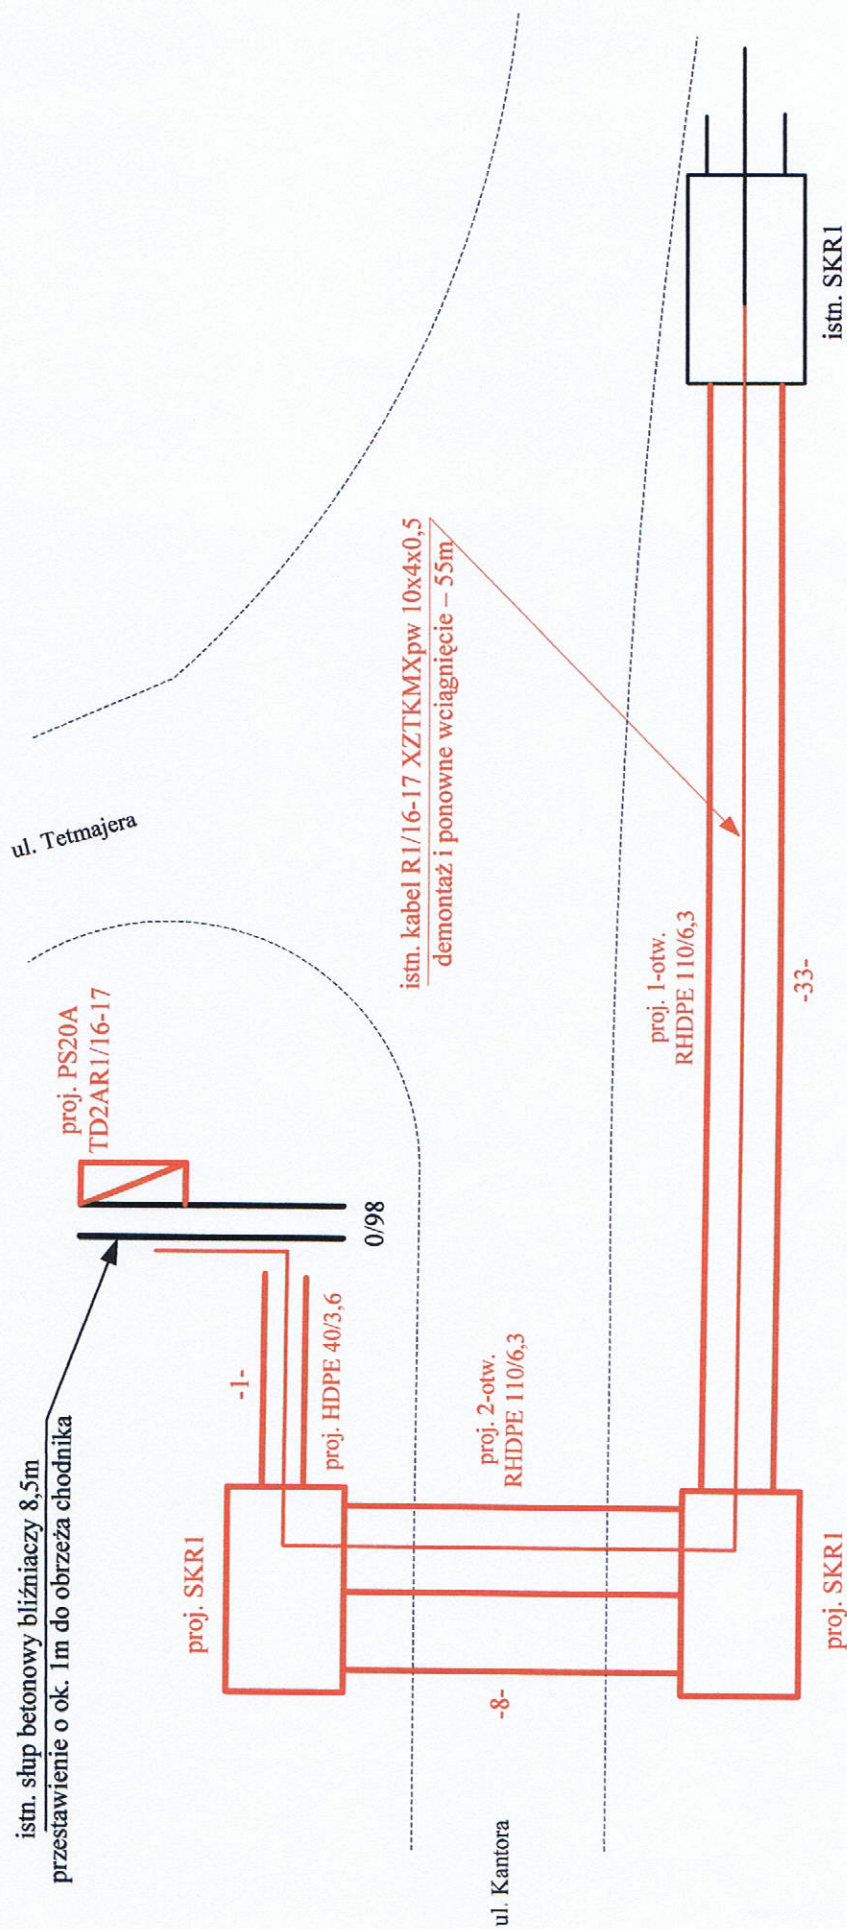 istn. słup betonowy bliźniaczy 8,5m
przestawienie o ok. 1m do obrzeża chodnika
proj. PS20A
TD2AR1/16-17
ul. Tetmajera
0/98
-1-
proj. HDPE 40/3,6
proj. SKR1
istn. kabel R1/16-17 XZTKMXpw 10x4x0,5
demontaż i ponowne wciągnięcie – 55m
proj. 2-otw.
RHDPE 110/6,3
-8-
ul. Kantora
proj. 1-otw.
RHDPE 110/6,3
-33-
proj. SKR1
istn. SKR1